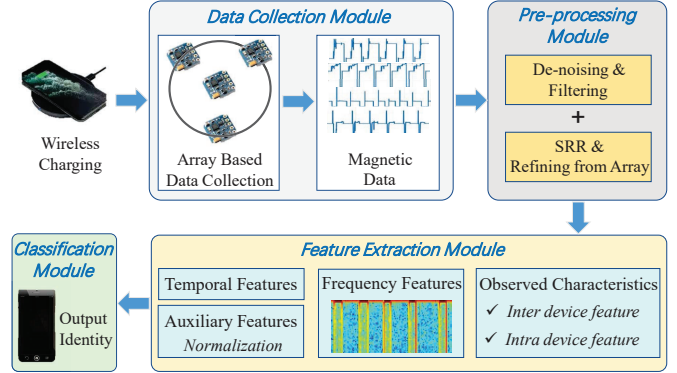 Data Collection Module
Pre-processing
Module
Wireless
Charging
Array Based
Data Collection
Magnetic
Data
De-noising &
Filtering
+
SRR &
Refining from Array
Classification
Module
Output
Identity
Feature Extraction Module
Temporal Features
Auxiliary Features
Normalization
Frequency Features
Observed Characteristics
✓ Inter device feature
✓ Intra device feature